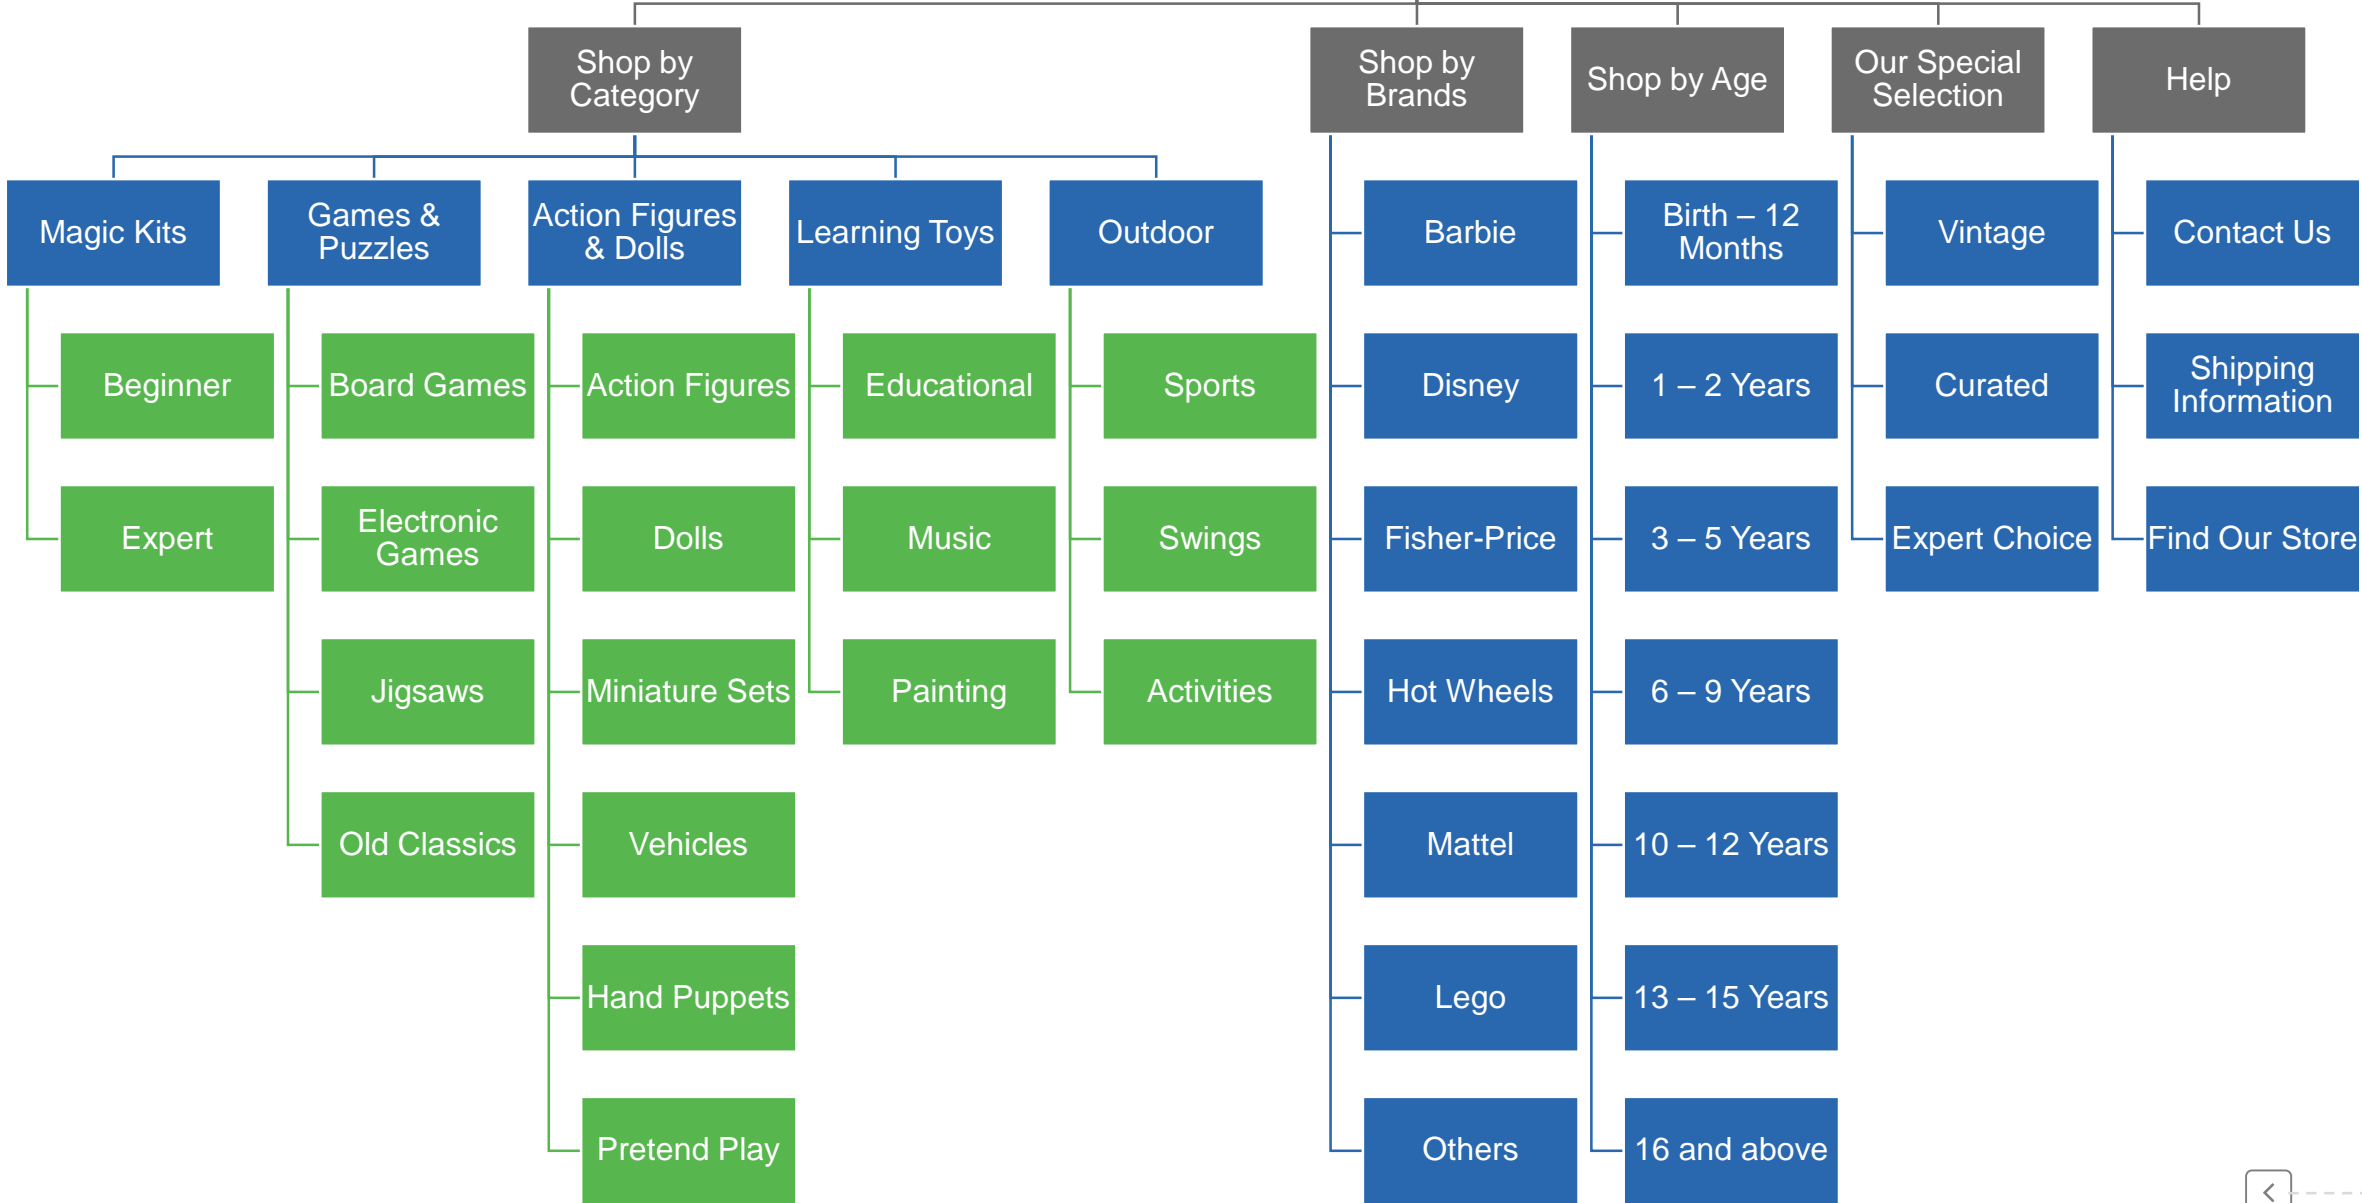 Shop by
Category
Shop by
Brands
Shop by Age
Our Special
Selection
Help
Magic Kits
Games &
Puzzles
Action Figures
& Dolls
Learning Toys
Outdoor
Barbie
Birth – 12
Months
Vintage
Contact Us
Beginner
Board Games
Action Figures
Educational
Sports
Disney
1 – 2 Years
Curated
Shipping
Information
Expert
Electronic
Games
Dolls
Music
Swings
Fisher-Price
3 – 5 Years
Expert Choice
Find Our Store
Jigsaws
Miniature Sets
Painting
Activities
Hot Wheels
6 – 9 Years
Old Classics
Vehicles
Mattel
10 – 12 Years
Hand Puppets
Lego
13 – 15 Years
Pretend Play
Others
16 and above